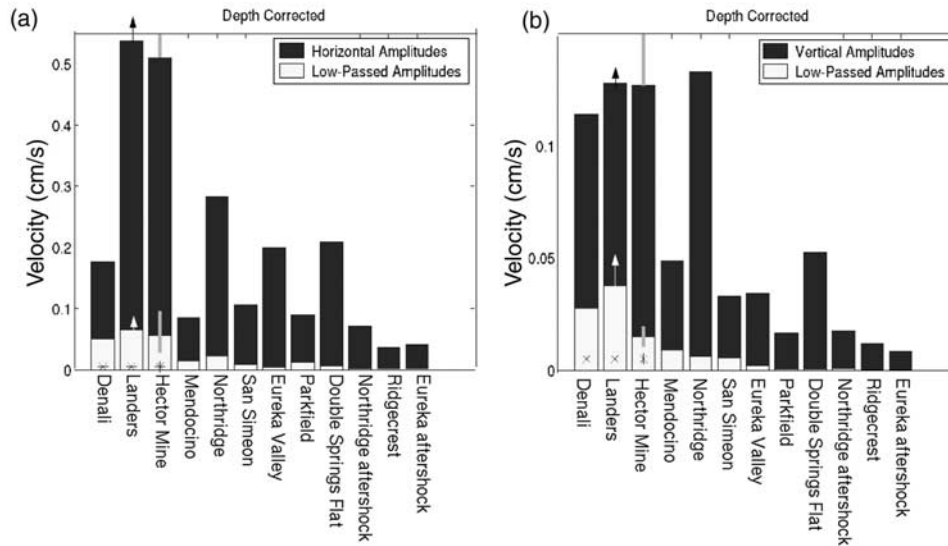 (a)
Depth Corrected
Horizontal Amplitudes
Low-Passed Amplitudes
Velocity (cm/s)
0.5
0.4
0.3
0.2
0.1
0
Denali
Landers
Hector Mine
Mendocino
Northridge
San Simeon
Eureka Valley
Parkfield
Double Springs Flat
Northridge aftershock
Ridgecrest
Eureka aftershock
(b)
Depth Corrected
Vertical Amplitudes
Low-Passed Amplitudes
Velocity (cm/s)
0.1
0.05
0
Denali
Landers
Hector Mine
Mendocino
Northridge
San Simeon
Eureka Valley
Parkfield
Double Springs Flat
Northridge aftershock
Ridgecrest
Eureka aftershock